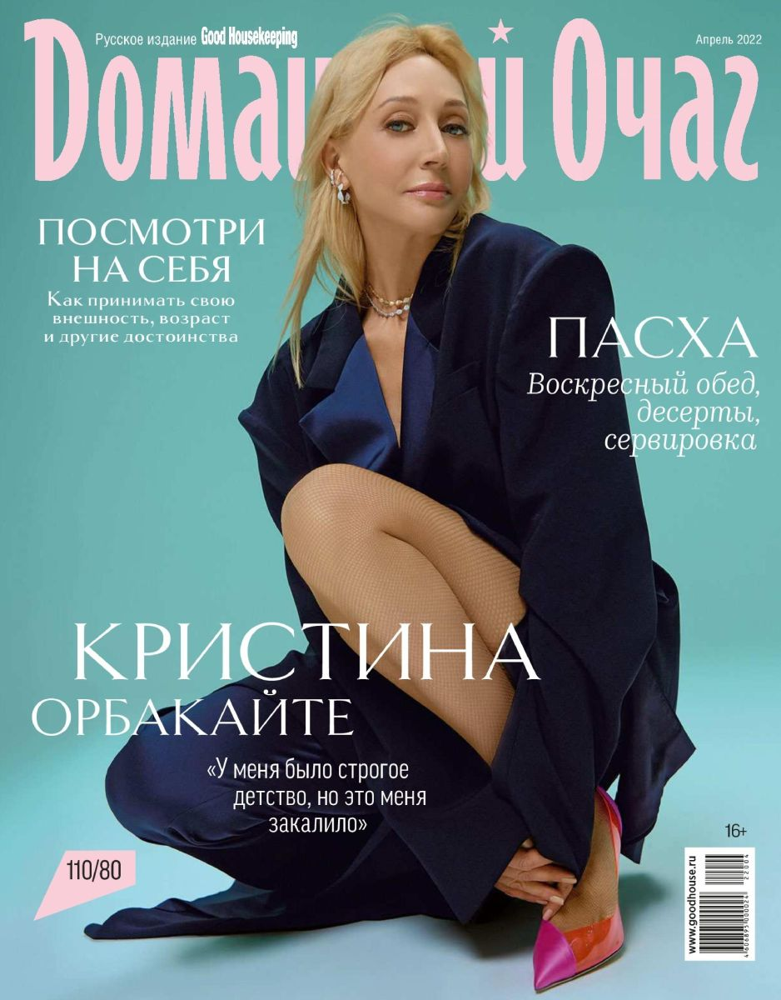 Русское издание Good Housekeeping
Апрель 2022
Домашний Очаг
ПОСМОТРИ
НА СЕБЯ
Как принимать свою
внешность, возраст
и другие достоинства
ПАСХА
Воскресный обед,
десерты,
сервировка
КРИСТИНА
ОРБАКАЙТЕ
«У меня было строгое
детство, но это меня
закалило»
110/80
16+
www.goodhouse.ru
22004
4 606895 000024